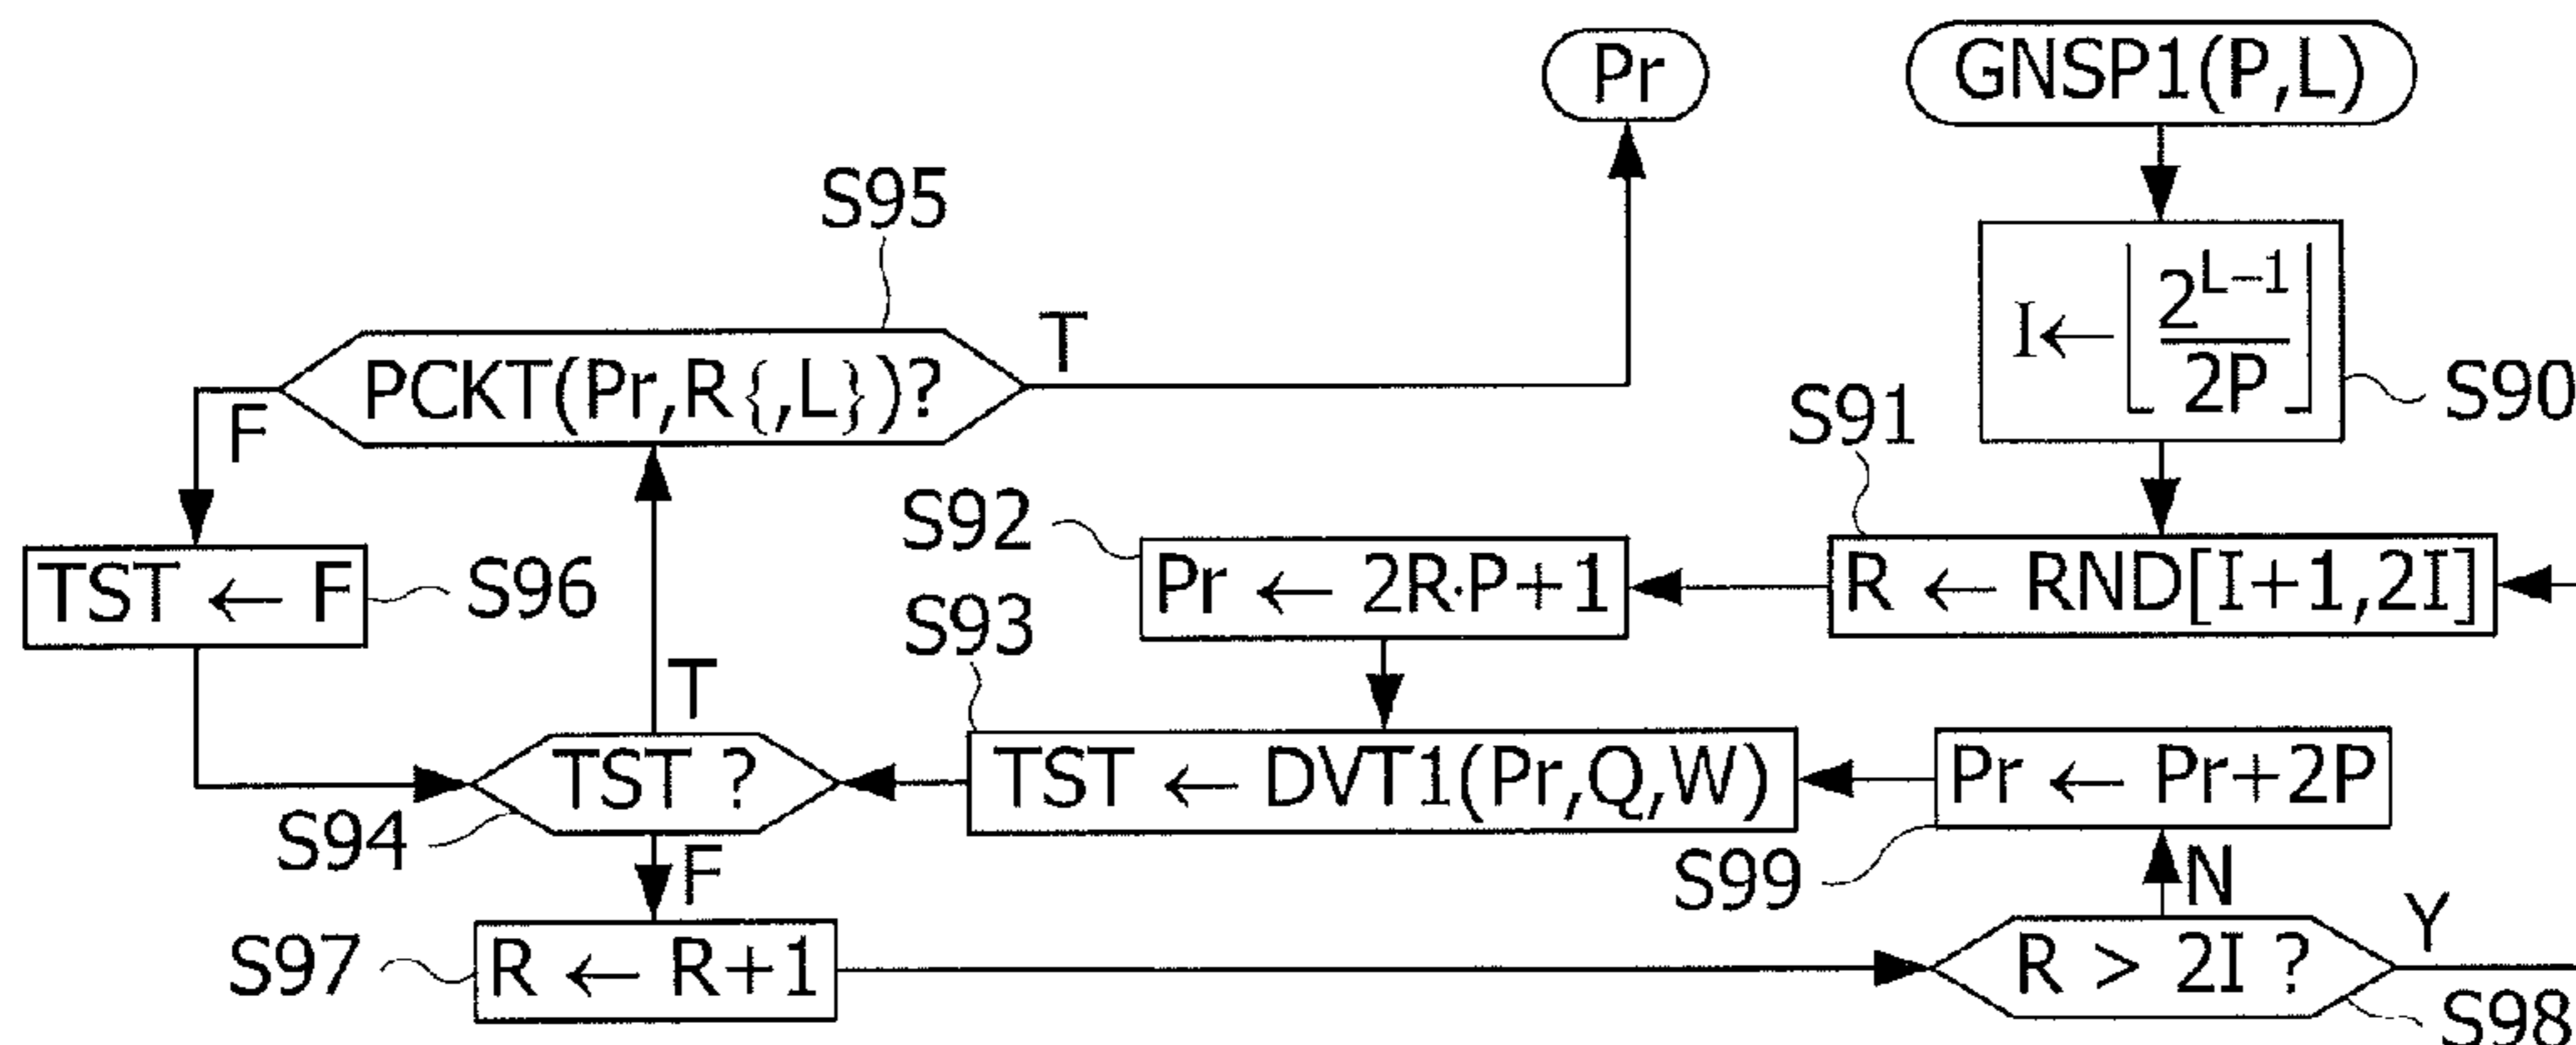 Pr
GNSP1(P,L)
S95
I← ⌊ 2^{L−1} / 2P ⌋
S90
PCKT(Pr,R{,L})?
T
F
S91
S92
Pr ← 2R·P+1
R ← RND[I+1,2I]
TST ← F
S96
S93
T
TST ?
TST ← DVT1(Pr,Q,W)
Pr ← Pr+2P
S94
F
S99
N
Y
S97
R ← R+1
R > 2I ?
S98